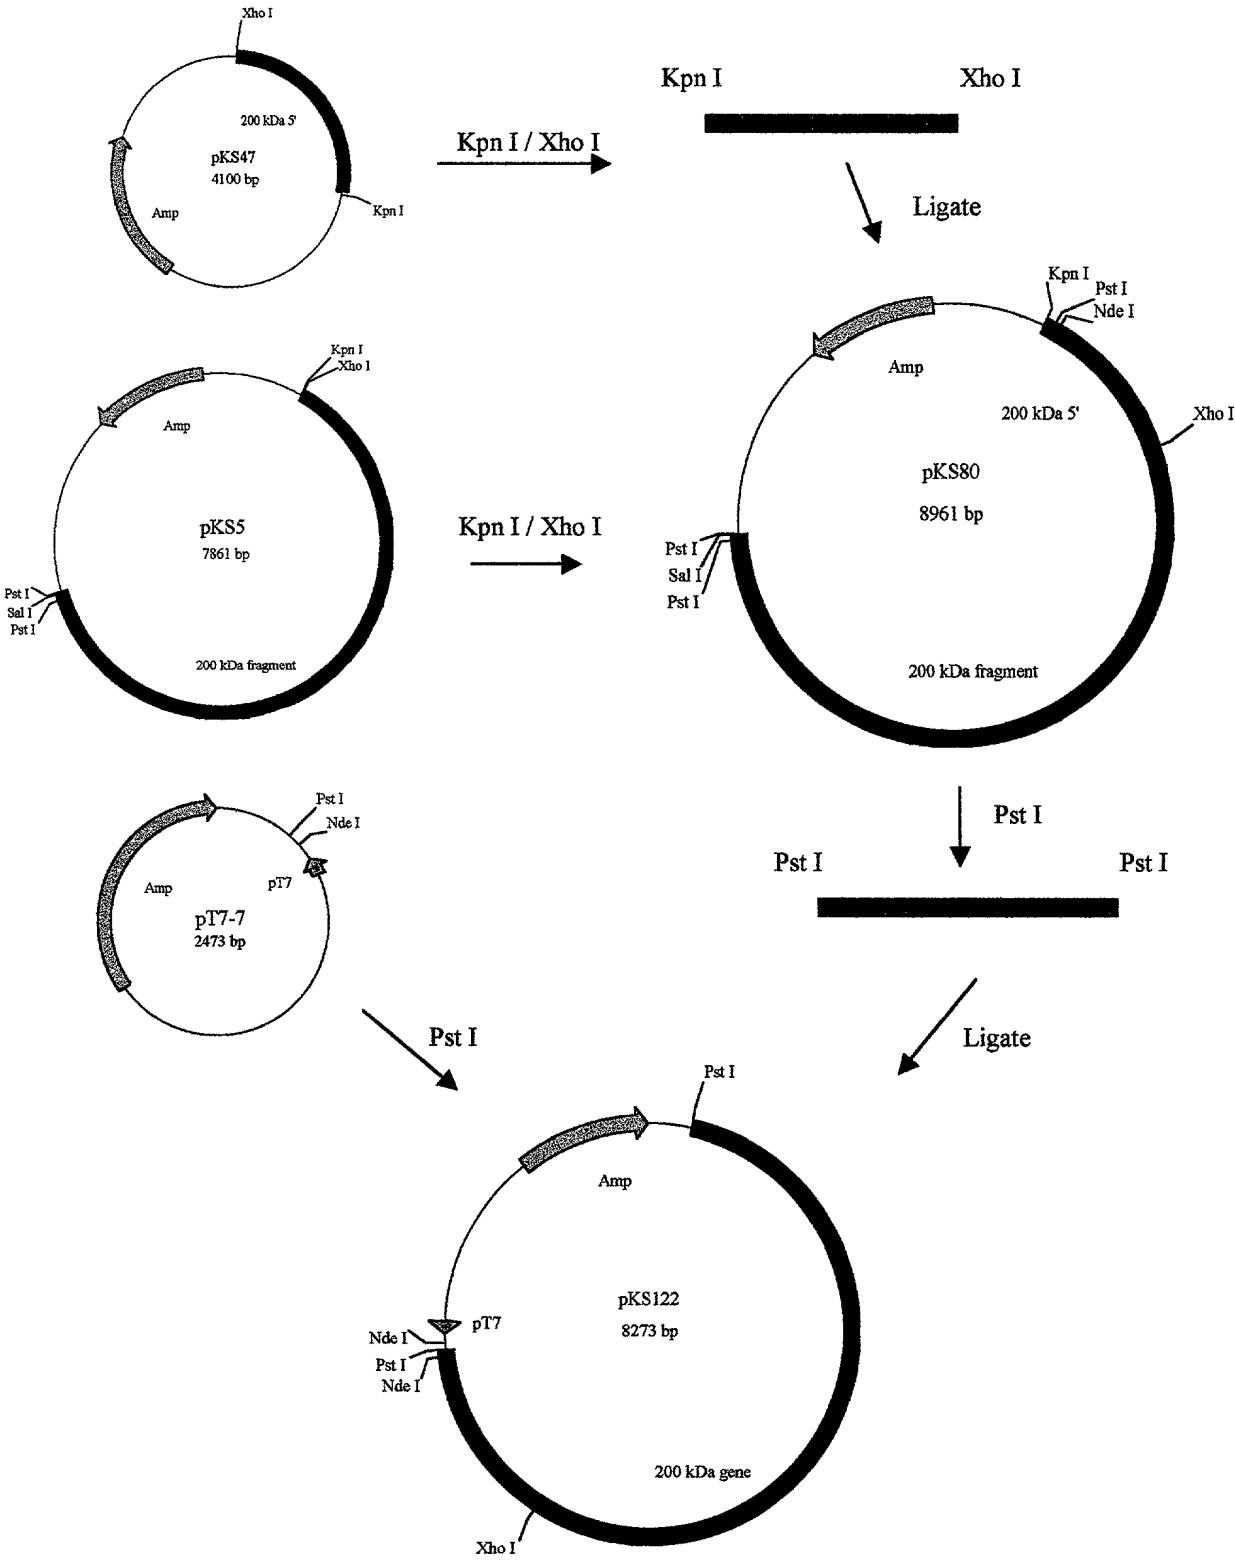 Xho I
200 kDa 5'
pKS47
4100 bp
Amp
Kpn I
Kpn I / Xho I
Kpn I
Xho I
Ligate
Kpn I
Xho I
Amp
pKS5
7861 bp
Pst I
Sal I
Pst I
200 kDa fragment
Kpn I / Xho I
Kpn I
Pst I
Nde I
Amp
200 kDa 5'
Xho I
pKS80
8961 bp
Pst I
Sal I
Pst I
200 kDa fragment
Pst I
Nde I
Amp
pT7
pT7-7
2473 bp
Pst I
Pst I
Pst I
Pst I
Ligate
Pst I
Amp
pKS122
8273 bp
pT7
Nde I
Pst I
Nde I
200 kDa gene
Xho I